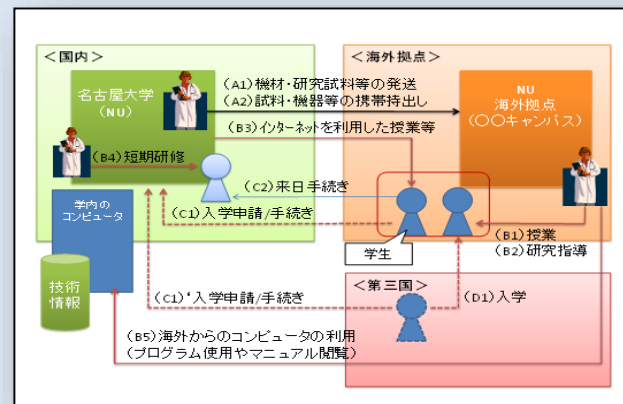 ＜国内＞
名古屋大学
(NU)
(A1)機材・研究試料等の発送
(A2)試料・機器等の携帯持出し
(B3)インターネットを利用した授業等
(B4)短期研修
(C2)来日手続き
(C1)入学申請/手続き
学内の
コンピュータ
技術
情報
＜海外拠点＞
NU
海外拠点
(〇〇キャンパス)
学生
(B1)授業
(B2)研究指導
＜第三国＞
(C1)‘入学申請/手続き
(D1)入学
(B5)海外からのコンピュータの利用
(プログラム使用やマニュアル閲覧)